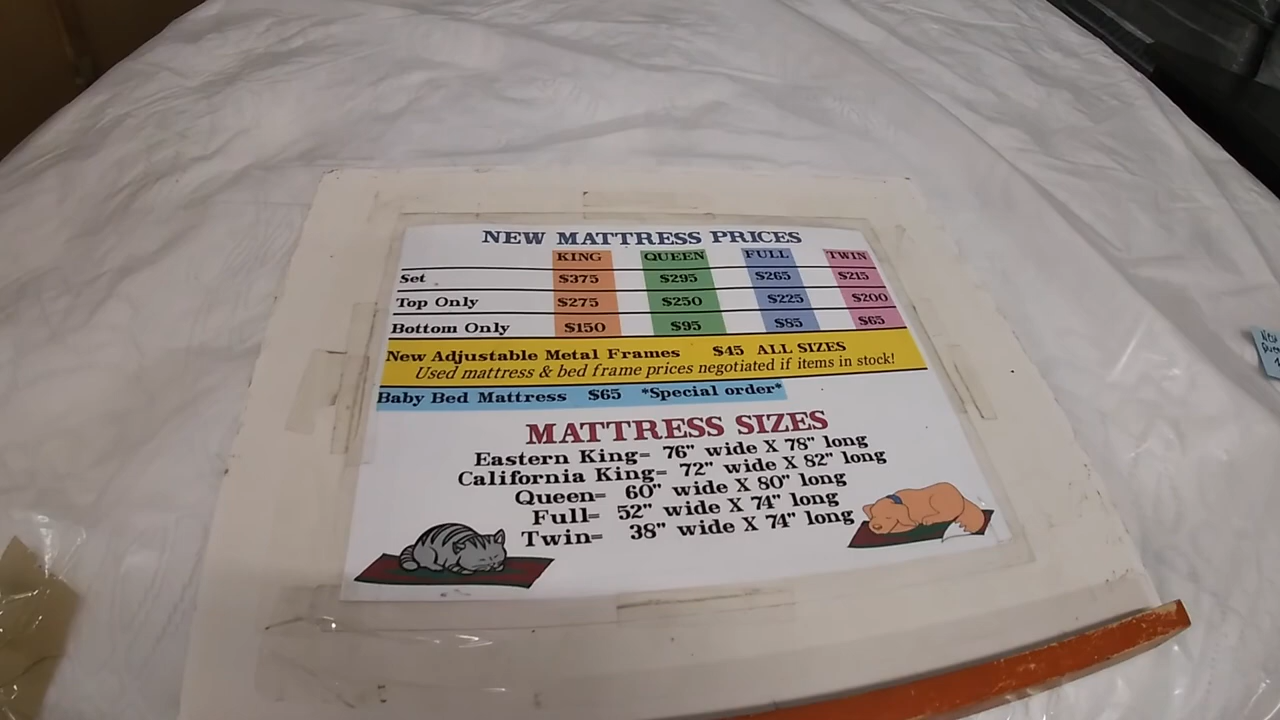 NEW MATTRESS PRICES
KING QUEEN FULL TWIN
Set $375 $295 $265 $215
Top Only $275 $250 $225 $200
Bottom Only $150 $95 $85 $65
New Adjustable Metal Frames $45 ALL SIZES
Used mattress & bed frame prices negotiated if items in stock!
Baby Bed Mattress $65 *Special order*
MATTRESS SIZES
Eastern King= 76" wide X 78" long
California King= 72" wide X 82" long
Queen= 60" wide X 80" long
Full= 52" wide X 74" long
Twin= 38" wide X 74" long